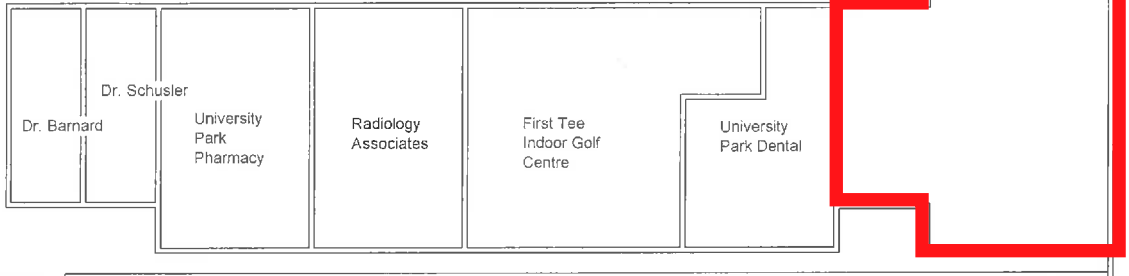 Dr. Schusler
Dr. Barnard
University
Park
Pharmacy
Radiology
Associates
First Tee
Indoor Golf
Centre
University
Park Dental